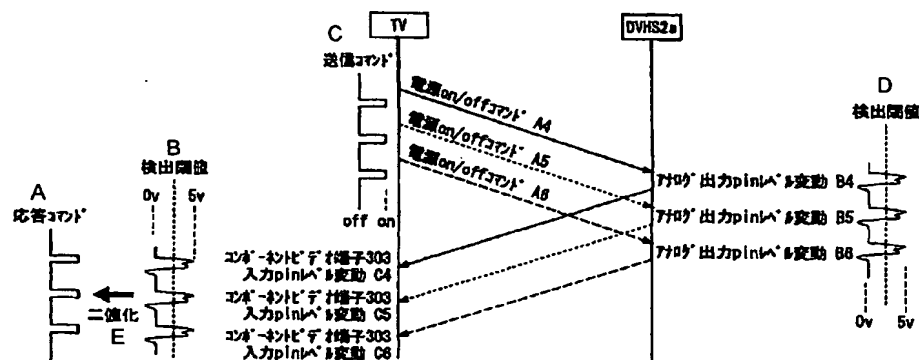 TV
DVHS2a
C
送信ｺﾏﾝﾄﾞ
電源on/offｺﾏﾝﾄﾞ A4
電源on/offｺﾏﾝﾄﾞ A5
電源on/offｺﾏﾝﾄﾞ A6
off on
D
検出閾値
ｱﾅﾛｸﾞ出力pinﾚﾍﾞﾙ変動 B4
ｱﾅﾛｸﾞ出力pinﾚﾍﾞﾙ変動 B5
ｱﾅﾛｸﾞ出力pinﾚﾍﾞﾙ変動 B6
0v 5v
B
検出閾値
0v 5v
A
応答ｺﾏﾝﾄﾞ
二値化
E
ｺﾝﾎﾟｰﾈﾝﾄﾋﾞﾃﾞｵ端子303
入力pinﾚﾍﾞﾙ変動 C4
ｺﾝﾎﾟｰﾈﾝﾄﾋﾞﾃﾞｵ端子303
入力pinﾚﾍﾞﾙ変動 C5
ｺﾝﾎﾟｰﾈﾝﾄﾋﾞﾃﾞｵ端子303
入力pinﾚﾍﾞﾙ変動 C6